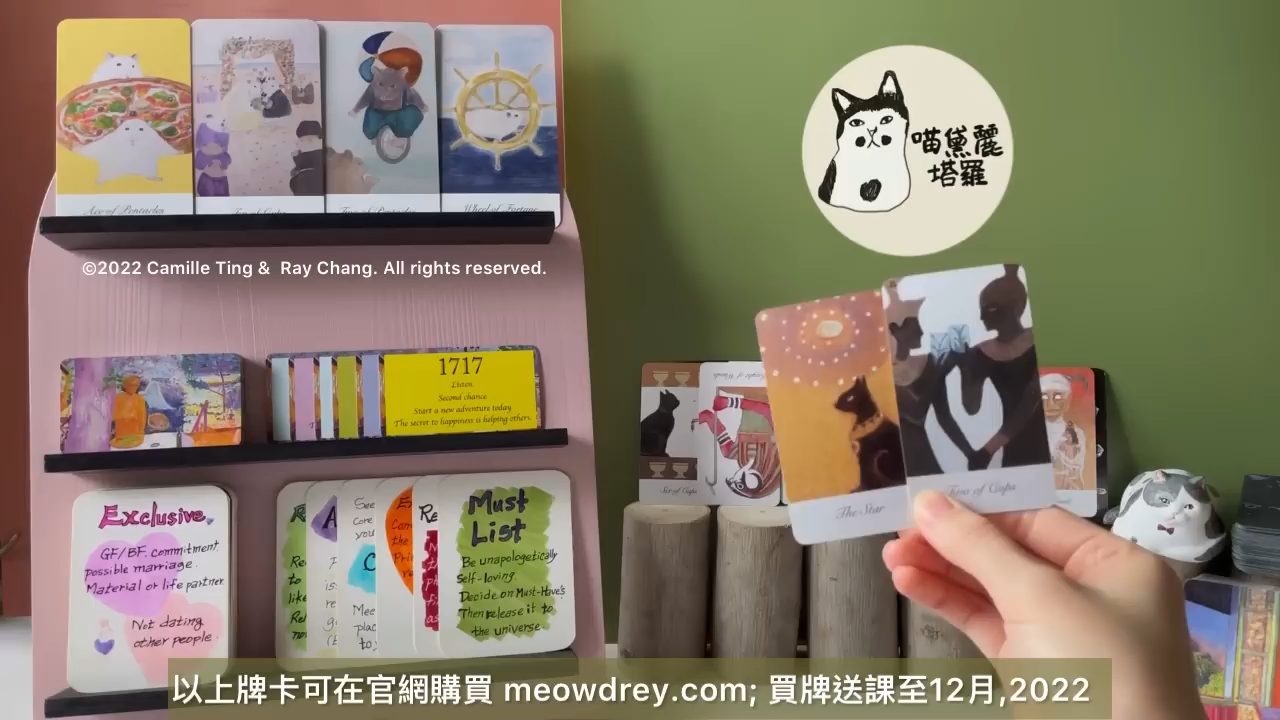 Ace of Pentacles
Wheel of Fortune
喵黛麗
塔羅
©2022 Camille Ting & Ray Chang. All rights reserved.
1717
Listen
Second chance
Start a new adventure today
The secret to happiness is helping others.
Six of Cups
The Star
Two of Cups
Exclusive
GF/BF. commitment.
possible marriage.
Material or life partner
Not dating
other people.
Must
List
Be unapologetically
self-loving
Decide on Must-Have's
Then release it to
the universe.
以上牌卡可在官網購買 meowdrey.com; 買牌送課至12月,2022